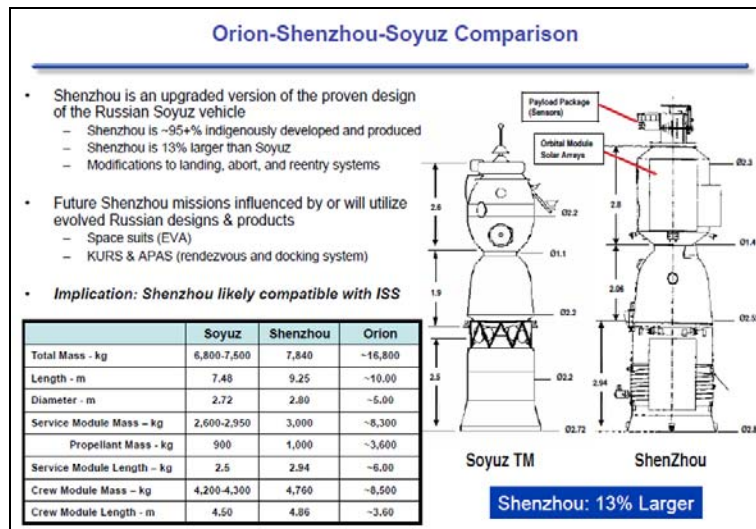 Orion-Shenzhou-Soyuz Comparison
• Shenzhou is an upgraded version of the proven design
of the Russian Soyuz vehicle
– Shenzhou is ~95+% indigenously developed and produced
– Shenzhou is 13% larger than Soyuz
– Modifications to landing, abort, and reentry systems
• Future Shenzhou missions influenced by or will utilize
evolved Russian designs & products
– Space suits (EVA)
– KURS & APAS (rendezvous and docking system)
• Implication: Shenzhou likely compatible with ISS
Soyuz Shenzhou Orion
Total Mass - kg 6,800-7,500 7,840 ~16,800
Length - m 7.48 9.25 ~10.00
Diameter - m 2.72 2.80 ~5.00
Service Module Mass – kg 2,600-2,950 3,000 ~8,300
Propellant Mass - kg 900 1,000 ~3,600
Service Module Length – kg 2.5 2.94 ~6.00
Crew Module Mass – kg 4,200-4,300 4,760 ~8,500
Crew Module Length - m 4.50 4.86 ~3.60
Payload Package
(Sensors)
Orbital Module
Solar Arrays
2.6
Ø2.2
Ø1.1
1.9
Ø2.2
2.5
Ø2.2
Ø2.72
Soyuz TM
Ø2.3
2.8
Ø1.4
2.06
2.94
ShenZhou
Shenzhou: 13% Larger